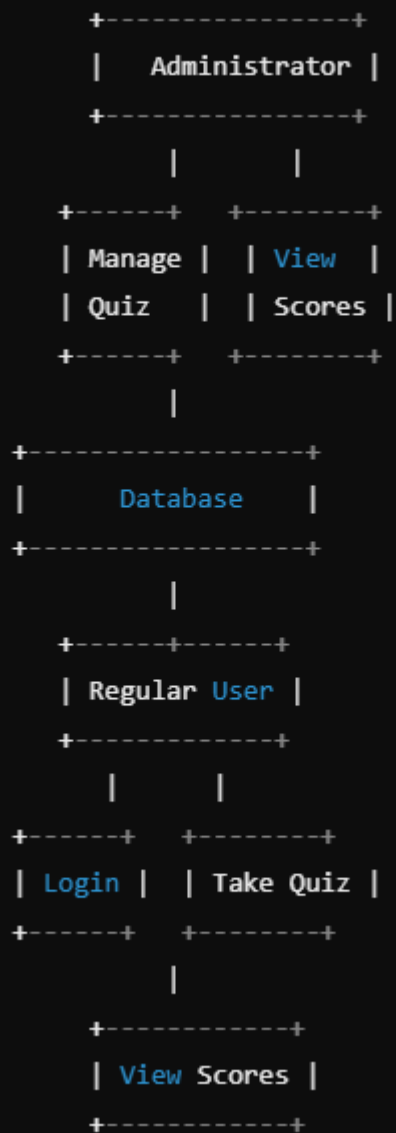 Administrator
Manage View
Quiz Scores
Database
Regular User
Login Take Quiz
View Scores